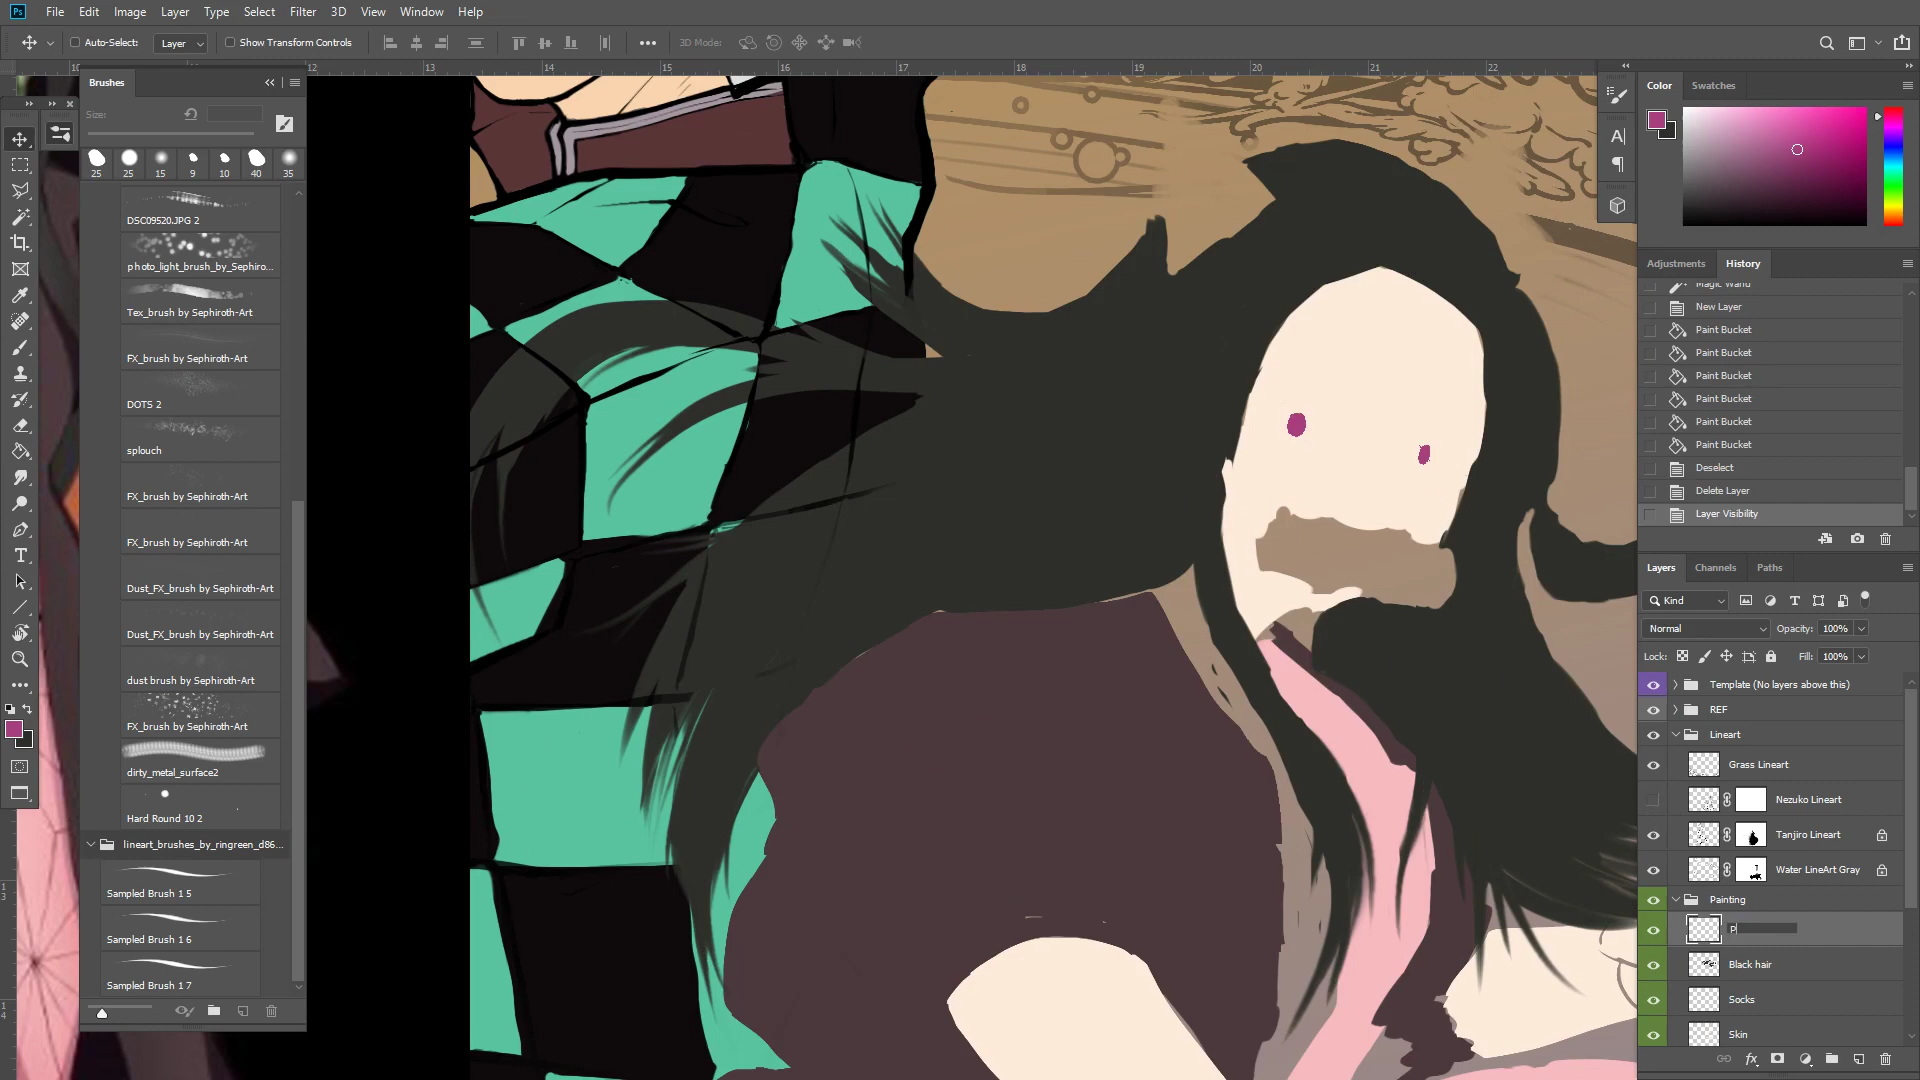 Ps File Edit Image Layer Type Select Filter 3D View Window Help
Auto-Select: Layer Show Transform Controls 3D Mode:
12 13 14 15 16 17 18 19 20 21 22
Brushes
Size:
25 25 15 9 10 40 35
DSC09520.JPG 2
photo_light_brush_by_Sephiro...
Tex_brush by Sephiroth-Art
FX_brush by Sephiroth-Art
DOTS 2
splouch
FX_brush by Sephiroth-Art
FX_brush by Sephiroth-Art
Dust_FX_brush by Sephiroth-Art
Dust_FX_brush by Sephiroth-Art
dust brush by Sephiroth-Art
FX_brush by Sephiroth-Art
dirty_metal_surface2
Hard Round 10 2
lineart_brushes_by_ringreen_d86...
Sampled Brush 1 5
Sampled Brush 1 6
Sampled Brush 1 7
Color Swatches
Adjustments History
Magic Wand
New Layer
Paint Bucket
Paint Bucket
Paint Bucket
Paint Bucket
Paint Bucket
Paint Bucket
Deselect
Delete Layer
Layer Visibility
Layers Channels Paths
Kind
Normal Opacity: 100%
Lock: Fill: 100%
Template (No layers above this)
REF
Lineart
Grass Lineart
Nezuko Lineart
Tanjiro Lineart
Water LineArt Gray
Painting
P
Black hair
Socks
Skin